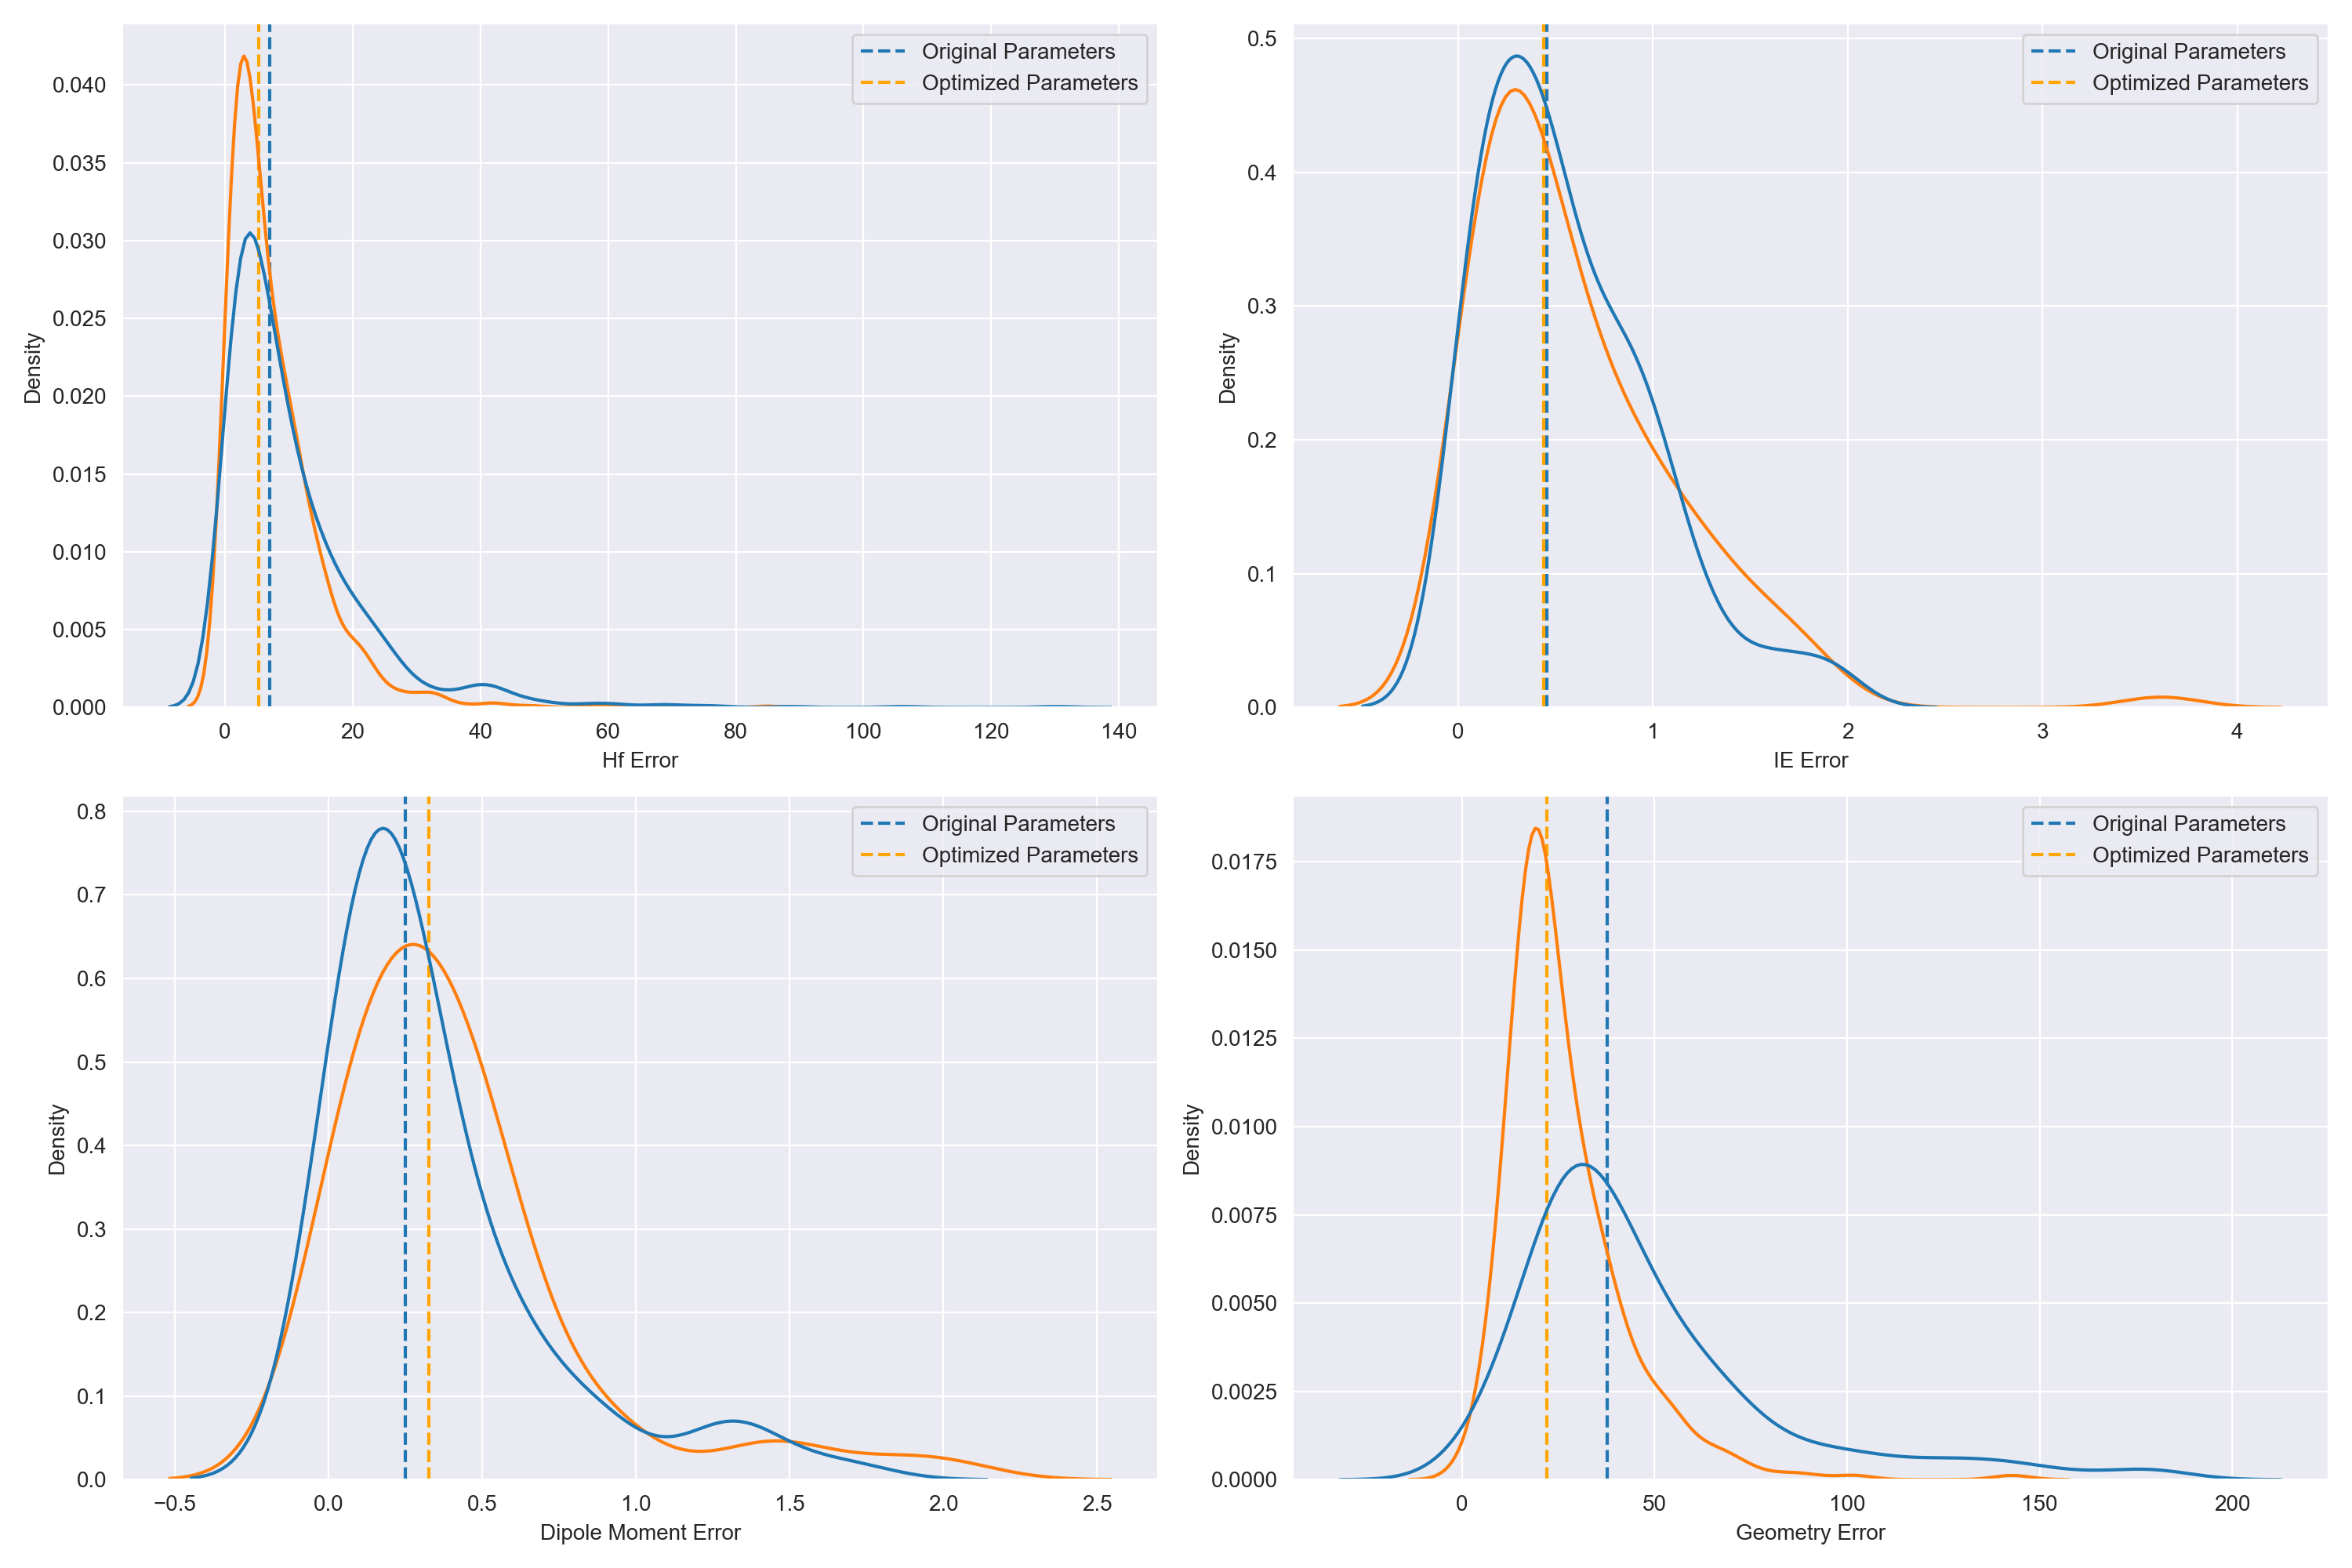 Original Parameters
Optimized Parameters
Density
0.040
0.035
0.030
0.025
0.020
0.015
0.010
0.005
0.000
0 20 40 60 80 100 120 140
Hf Error
Original Parameters
Optimized Parameters
Density
0.5
0.4
0.3
0.2
0.1
0.0
0 1 2 3 4
IE Error
Original Parameters
Optimized Parameters
Density
0.8
0.7
0.6
0.5
0.4
0.3
0.2
0.1
0.0
−0.5 0.0 0.5 1.0 1.5 2.0 2.5
Dipole Moment Error
Original Parameters
Optimized Parameters
Density
0.0175
0.0150
0.0125
0.0100
0.0075
0.0050
0.0025
0.0000
0 50 100 150 200
Geometry Error